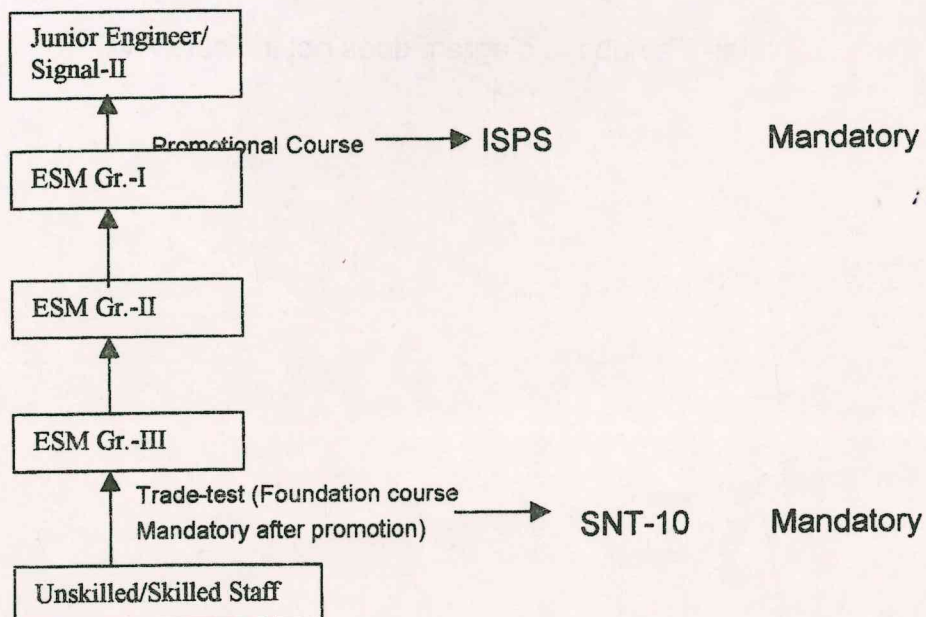 Junior Engineer/
Signal-II
Promotional Course ISPS Mandatory
ESM Gr.-I
ESM Gr.-II
ESM Gr.-III
Trade-test (Foundation course
Mandatory after promotion) SNT-10 Mandatory
Unskilled/Skilled Staff